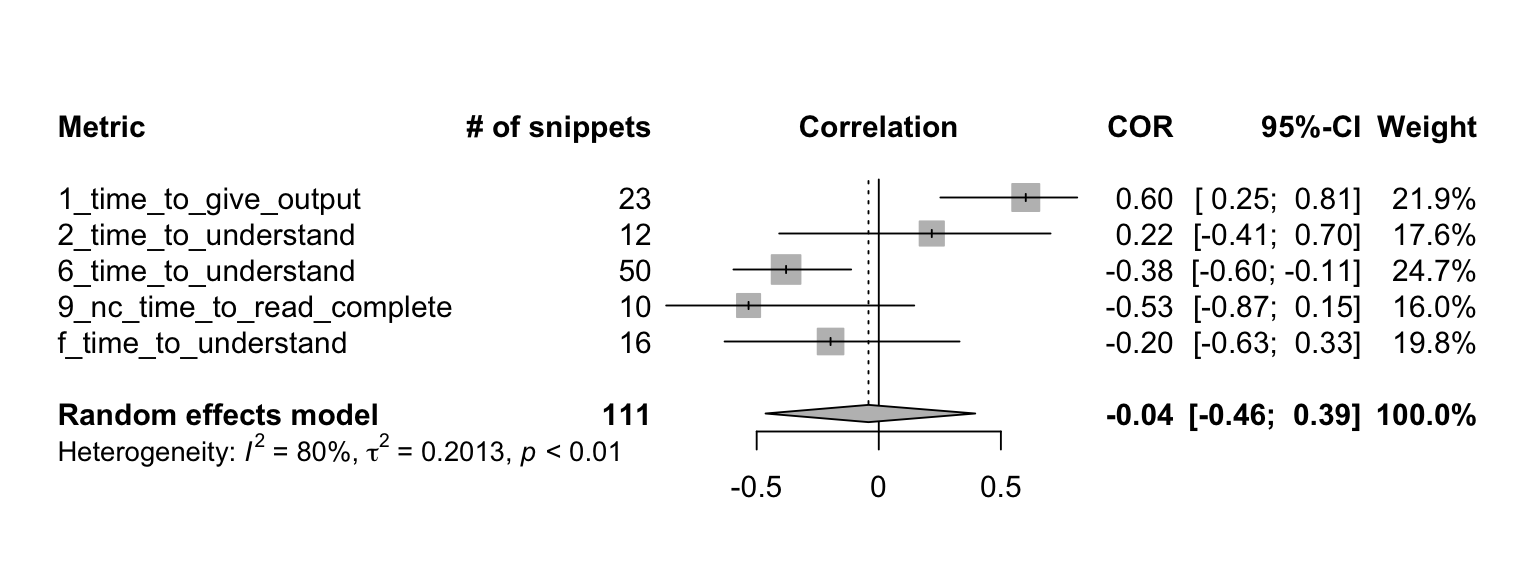 Metric # of snippets Correlation COR 95%-CI Weight
1_time_to_give_output 23 0.60 [ 0.25; 0.81] 21.9%
2_time_to_understand 12 0.22 [-0.41; 0.70] 17.6%
6_time_to_understand 50 -0.38 [-0.60; -0.11] 24.7%
9_nc_time_to_read_complete 10 -0.53 [-0.87; 0.15] 16.0%
f_time_to_understand 16 -0.20 [-0.63; 0.33] 19.8%
Random effects model 111 -0.04 [-0.46; 0.39] 100.0%
Heterogeneity: I² = 80%, τ² = 0.2013, p < 0.01
-0.5 0 0.5